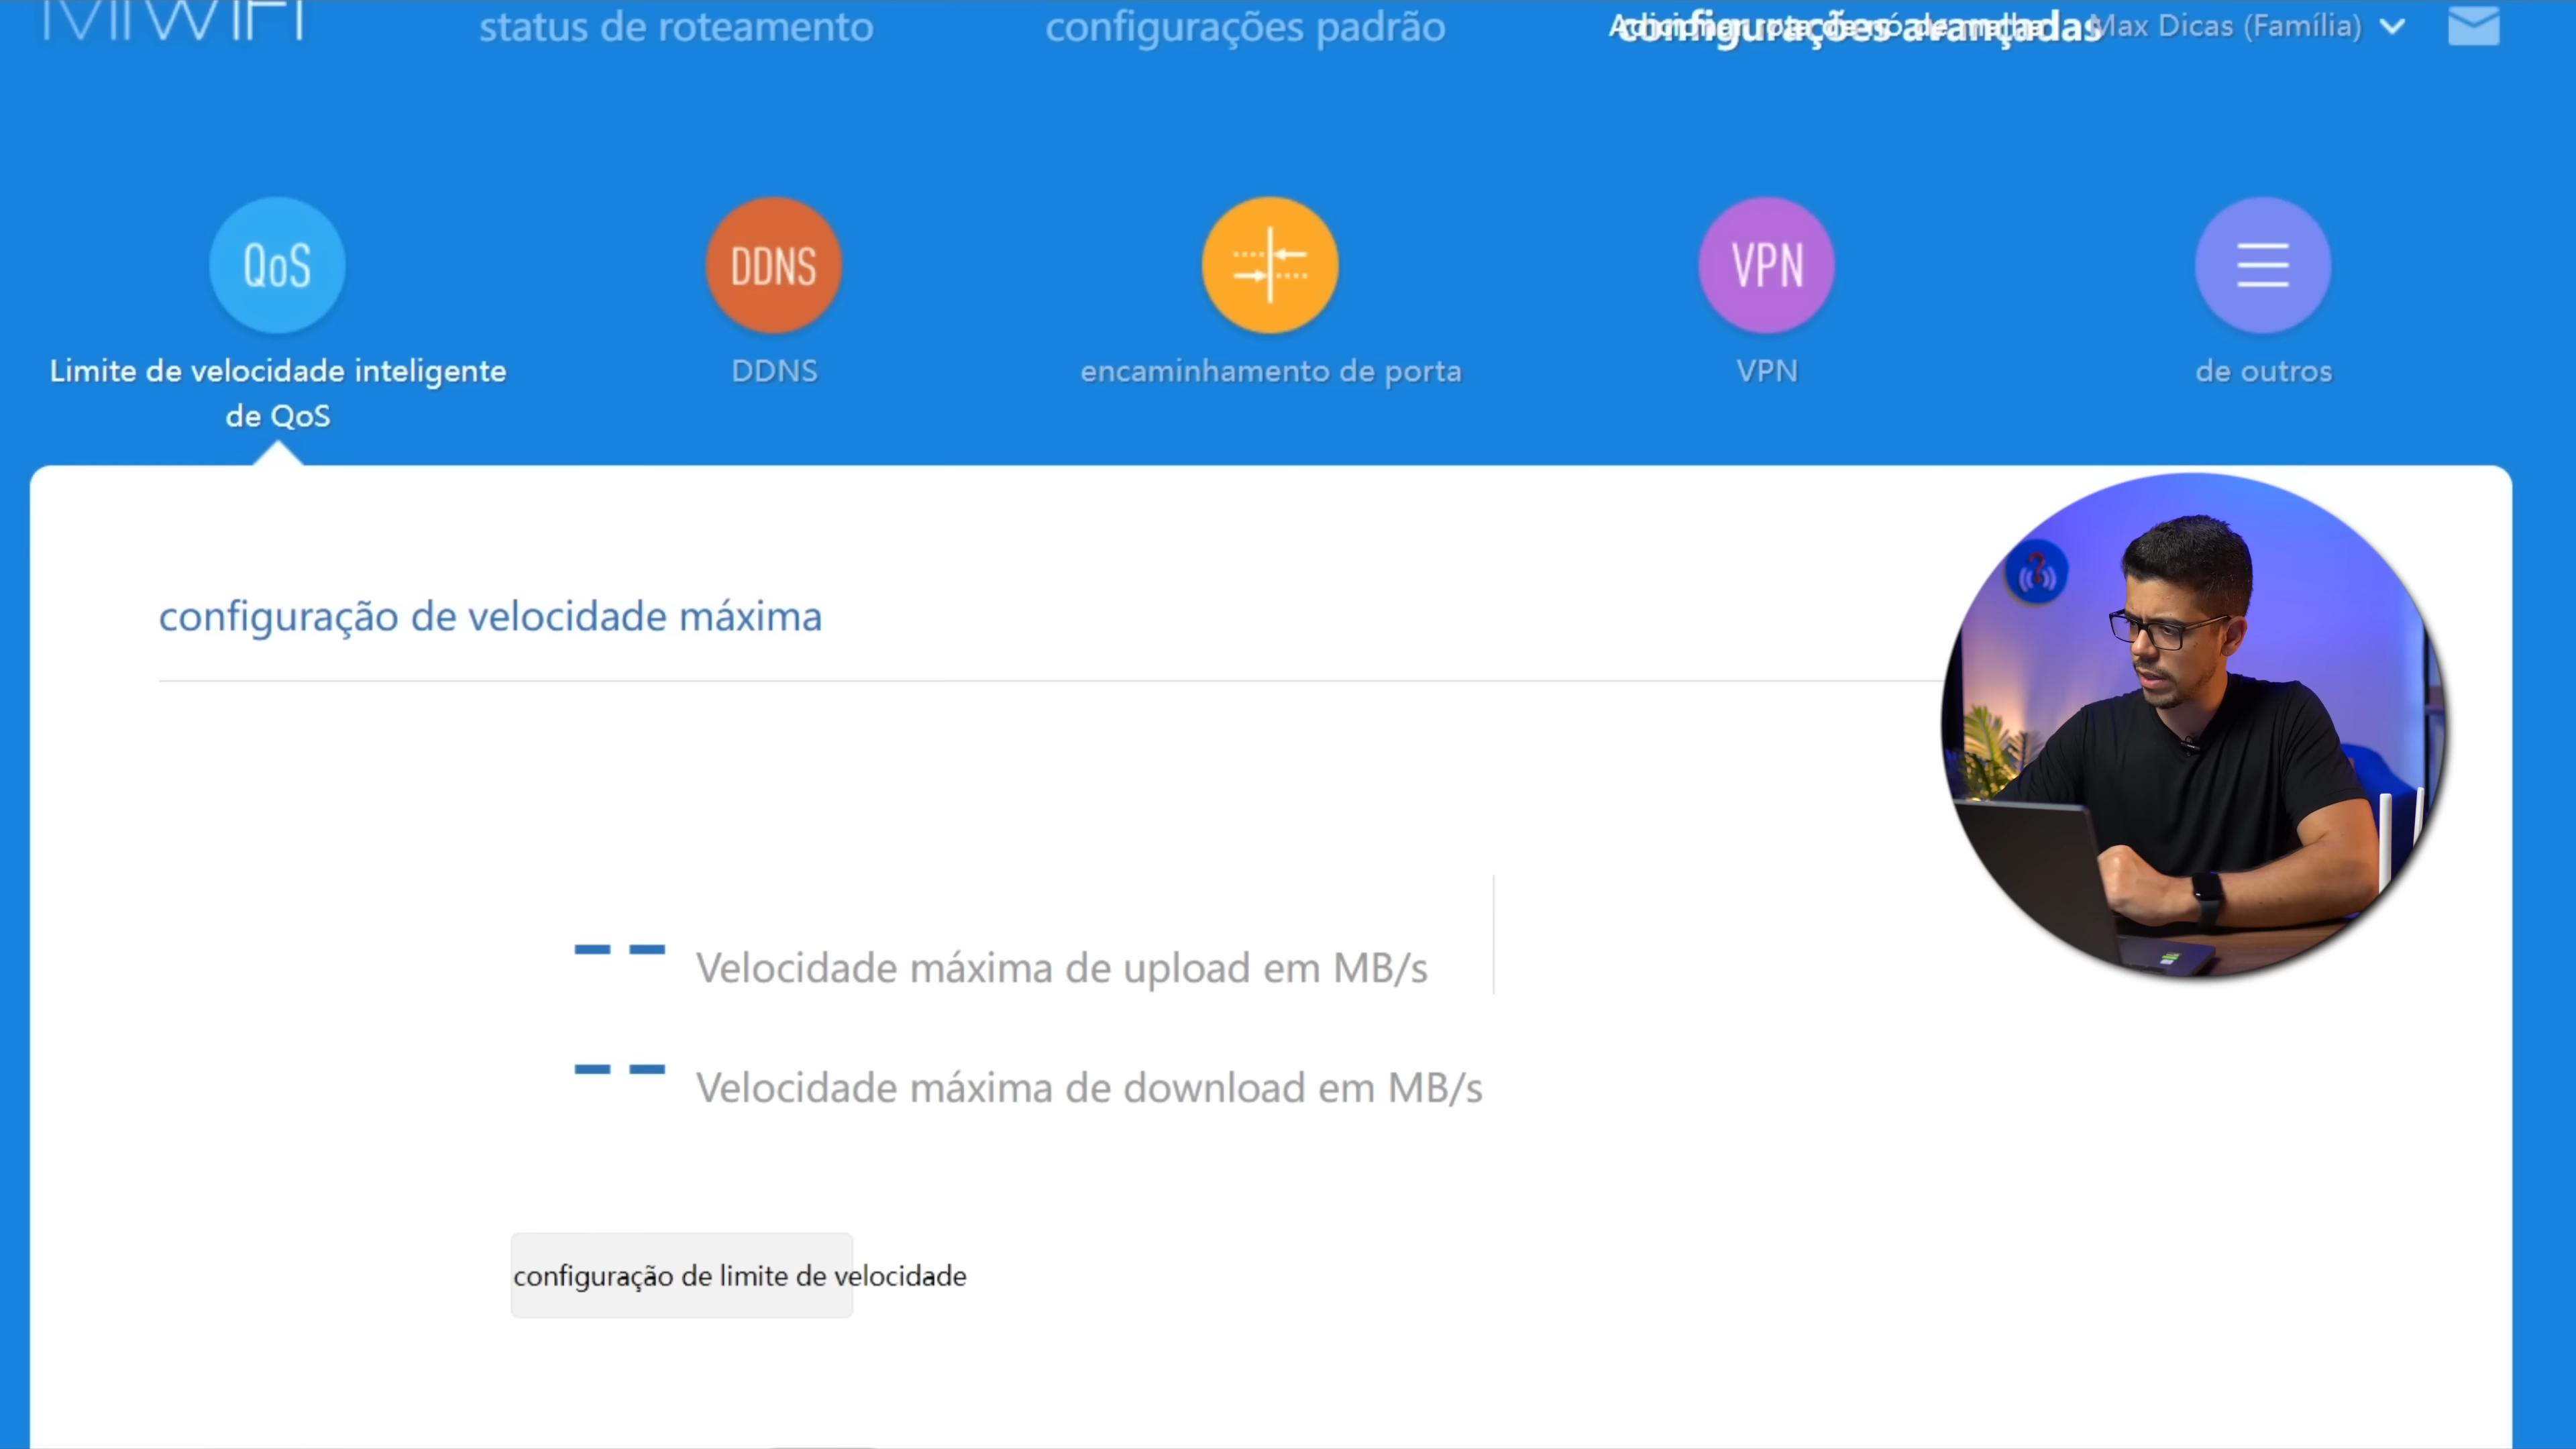 MIWIFI
status de roteamento
configurações padrão
configurações avançadas
Max Dicas (Família)
QoS
DDNS
VPN
Limite de velocidade inteligente
de QoS
DDNS
encaminhamento de porta
VPN
de outros
configuração de velocidade máxima
-- Velocidade máxima de upload em MB/s
-- Velocidade máxima de download em MB/s
configuração de limite de velocidade